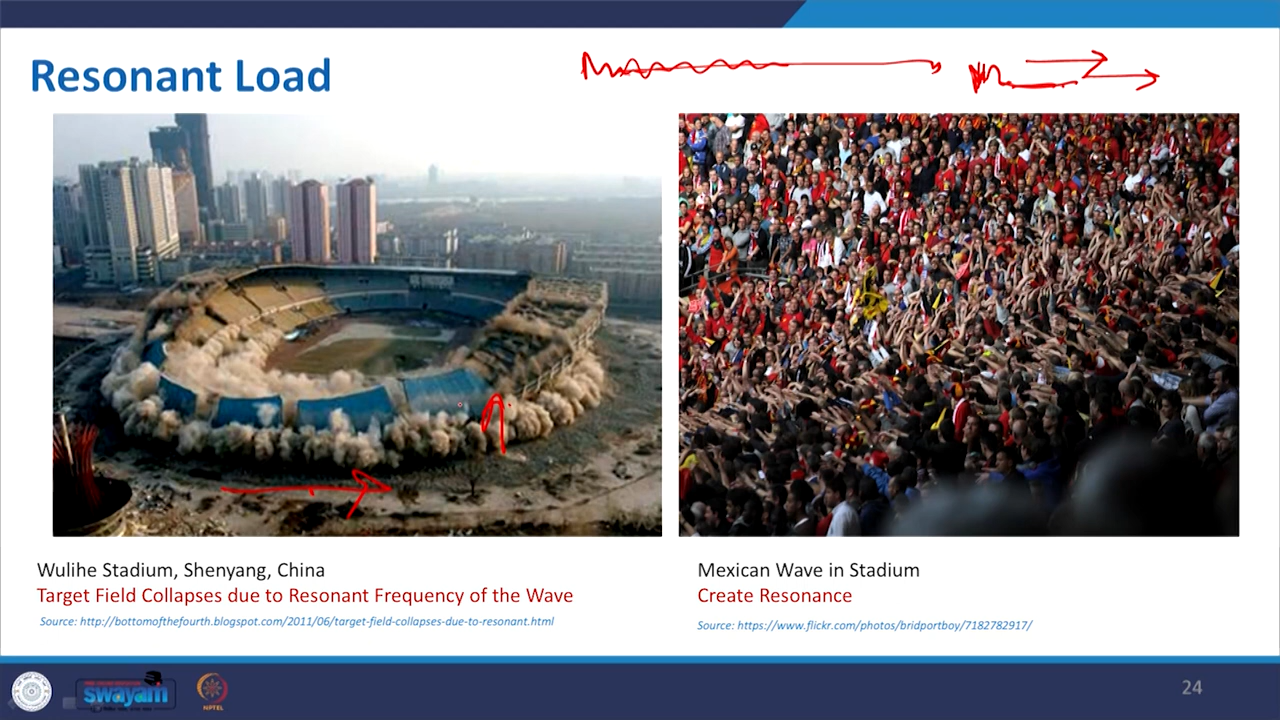 Resonant Load
Wulihe Stadium, Shenyang, China
Target Field Collapses due to Resonant Frequency of the Wave
Source: http://bottomofthefourth.blogspot.com/2011/06/target-field-collapses-due-to-resonant.html
Mexican Wave in Stadium
Create Resonance
Source: https://www.flickr.com/photos/bridportboy/7182782917/
swayam
NPTEL
24